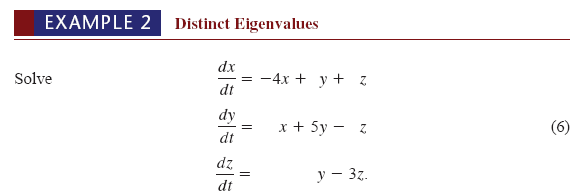 EXAMPLE 2 Distinct Eigenvalues
Solve
dx/dt = −4x + y + z
dy/dt = x + 5y − z (6)
dz/dt = y − 3z.